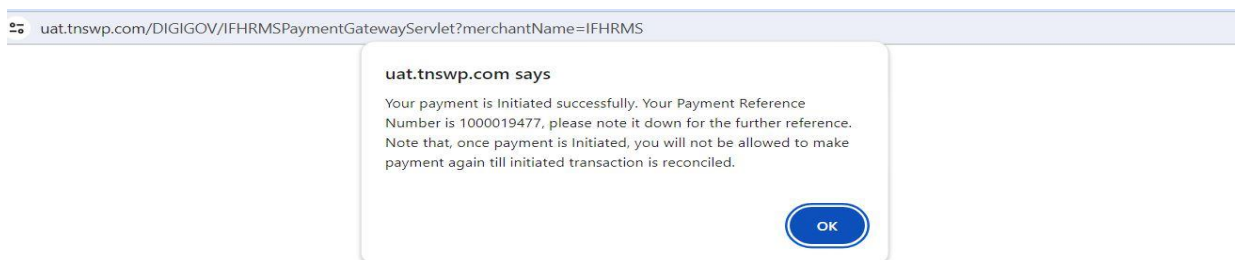 uat.tnswp.com/DIGIGOV/IFHRMSPaymentGatewayServlet?merchantName=IFHRMS
uat.tnswp.com says
Your payment is Initiated successfully. Your Payment Reference
Number is 1000019477, please note it down for the further reference.
Note that, once payment is Initiated, you will not be allowed to make
payment again till initiated transaction is reconciled.
OK